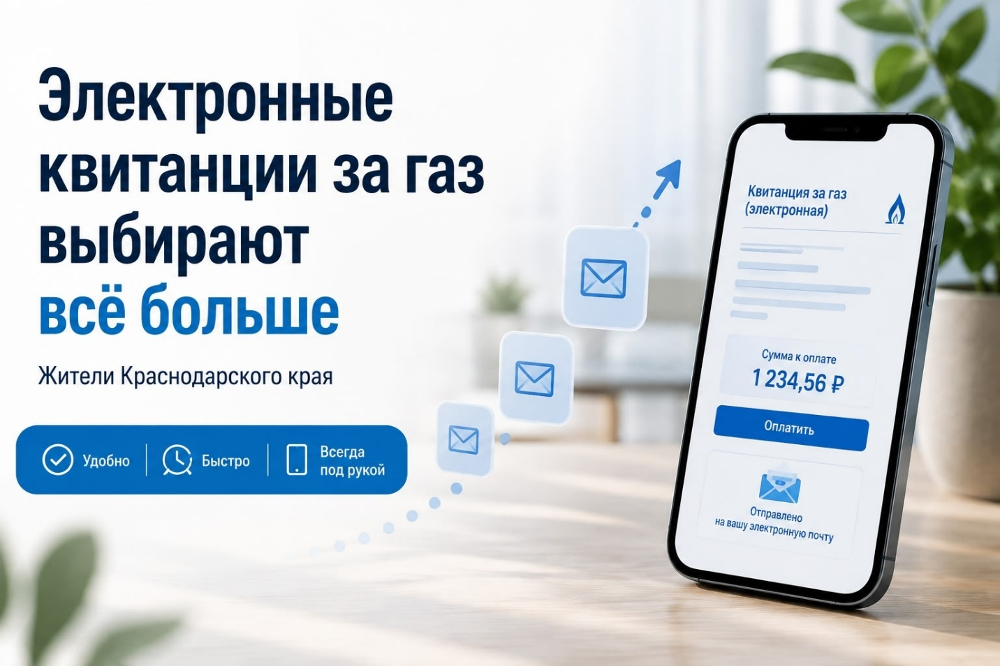 Электронные
квитанции за газ
выбирают
всё больше
Жители Краснодарского края
Удобно
Быстро
Всегда
под рукой
Квитанция за газ
(электронная)
Сумма к оплате
1 234,56 ₽
Оплатить
Отправлено
на вашу электронную почту